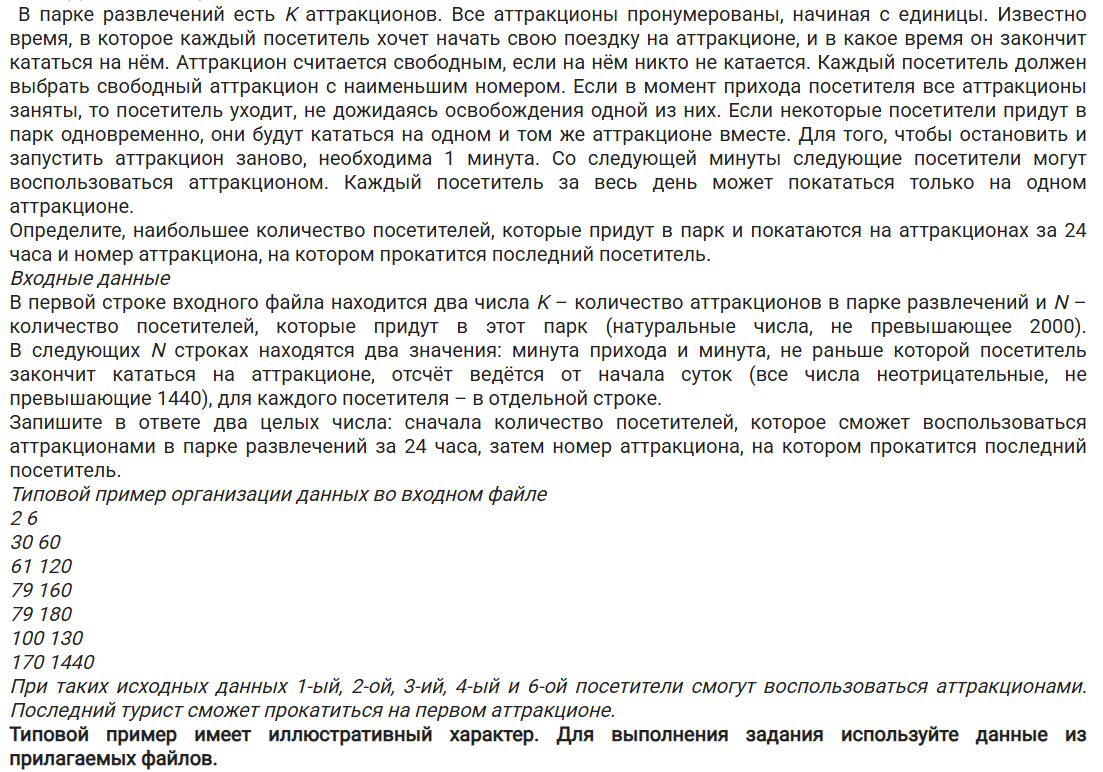 В парке развлечений есть K аттракционов. Все аттракционы пронумерованы, начиная с единицы. Известно
время, в которое каждый посетитель хочет начать свою поездку на аттракционе, и в какое время он закончит
кататься на нём. Аттракцион считается свободным, если на нём никто не катается. Каждый посетитель должен
выбрать свободный аттракцион с наименьшим номером. Если в момент прихода посетителя все аттракционы
заняты, то посетитель уходит, не дожидаясь освобождения одной из них. Если некоторые посетители придут в
парк одновременно, они будут кататься на одном и том же аттракционе вместе. Для того, чтобы остановить и
запустить аттракцион заново, необходима 1 минута. Со следующей минуты следующие посетители могут
воспользоваться аттракционом. Каждый посетитель за весь день может покататься только на одном
аттракционе.
Определите, наибольшее количество посетителей, которые придут в парк и покатаются на аттракционах за 24
часа и номер аттракциона, на котором прокатится последний посетитель.
Входные данные
В первой строке входного файла находится два числа K – количество аттракционов в парке развлечений и N –
количество посетителей, которые придут в этот парк (натуральные числа, не превышающее 2000).
В следующих N строках находятся два значения: минута прихода и минута, не раньше которой посетитель
закончит кататься на аттракционе, отсчёт ведётся от начала суток (все числа неотрицательные, не
превышающие 1440), для каждого посетителя – в отдельной строке.
Запишите в ответе два целых числа: сначала количество посетителей, которое сможет воспользоваться
аттракционами в парке развлечений за 24 часа, затем номер аттракциона, на котором прокатится последний
посетитель.
Типовой пример организации данных во входном файле
2 6
30 60
61 120
79 160
79 180
100 130
170 1440
При таких исходных данных 1-ый, 2-ой, 3-ий, 4-ый и 6-ой посетители смогут воспользоваться аттракционами.
Последний турист сможет прокатиться на первом аттракционе.
Типовой пример имеет иллюстративный характер. Для выполнения задания используйте данные из
прилагаемых файлов.